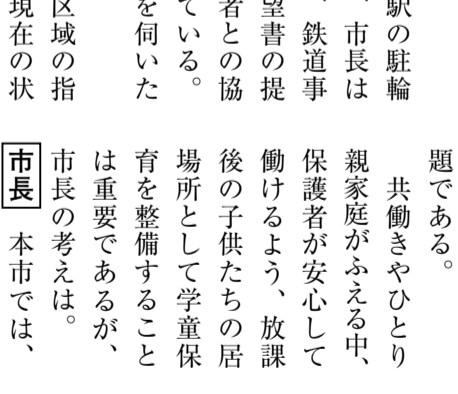 駅の駐輪
、市長は
、鉄道事
望書の提
者との協
ている。
を伺いた
区域の指
現在の状
題である。
　共働きやひとり
親家庭がふえる中、
保護者が安心して
働けるよう、放課
後の子供たちの居
場所として学童保
育を整備すること
は重要であるが、
市長の考えは。
市長　本市では、